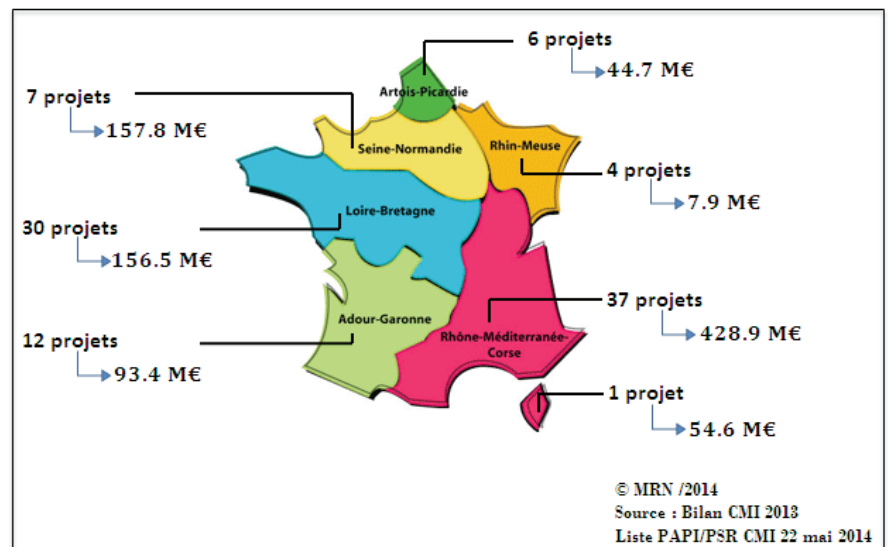 6 projets
44.7 M€
Artois-Picardie
7 projets
157.8 M€
Seine-Normandie
Rhin-Meuse
4 projets
7.9 M€
Loire-Bretagne
30 projets
156.5 M€
37 projets
428.9 M€
Adour-Garonne
12 projets
93.4 M€
Rhône-Méditerranée-
Corse
1 projet
54.6 M€
© MRN /2014
Source : Bilan CMI 2013
Liste PAPI/PSR CMI 22 mai 2014